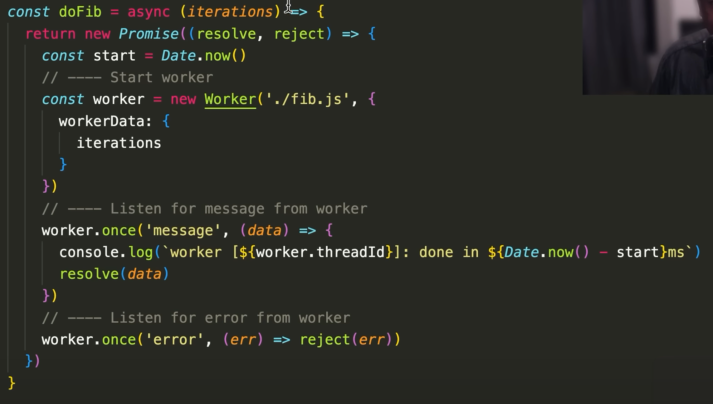 const doFib = async (iterations) => {
return new Promise((resolve, reject) => {
const start = Date.now()
// ---- Start worker
const worker = new Worker('./fib.js', {
workerData: {
iterations
}
})
// ---- Listen for message from worker
worker.once('message', (data) => {
console.log(`worker [${worker.threadId}]: done in ${Date.now() - start}ms`)
resolve(data)
})
// ---- Listen for error from worker
worker.once('error', (err) => reject(err))
})
}